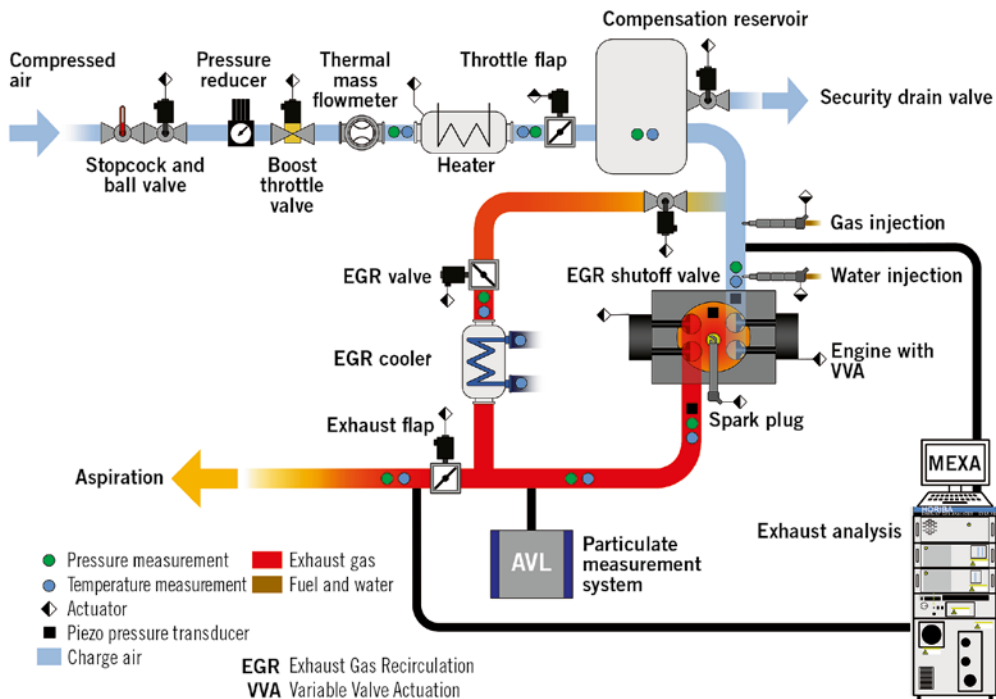 Compensation reservoir
Compressed
air
Pressure
reducer
Thermal
mass
flowmeter
Throttle flap
Security drain valve
Stopcock and
ball valve
Boost
throttle
valve
Heater
Gas injection
EGR valve
EGR shutoff valve
Water injection
EGR cooler
Engine with
VVA
Spark plug
Exhaust flap
Aspiration
MEXA
HORIBA
Exhaust analysis
AVL
Particulate
measurement
system
Pressure measurement
Temperature measurement
Actuator
Piezo pressure transducer
Charge air
Exhaust gas
Fuel and water
EGR Exhaust Gas Recirculation
VVA Variable Valve Actuation